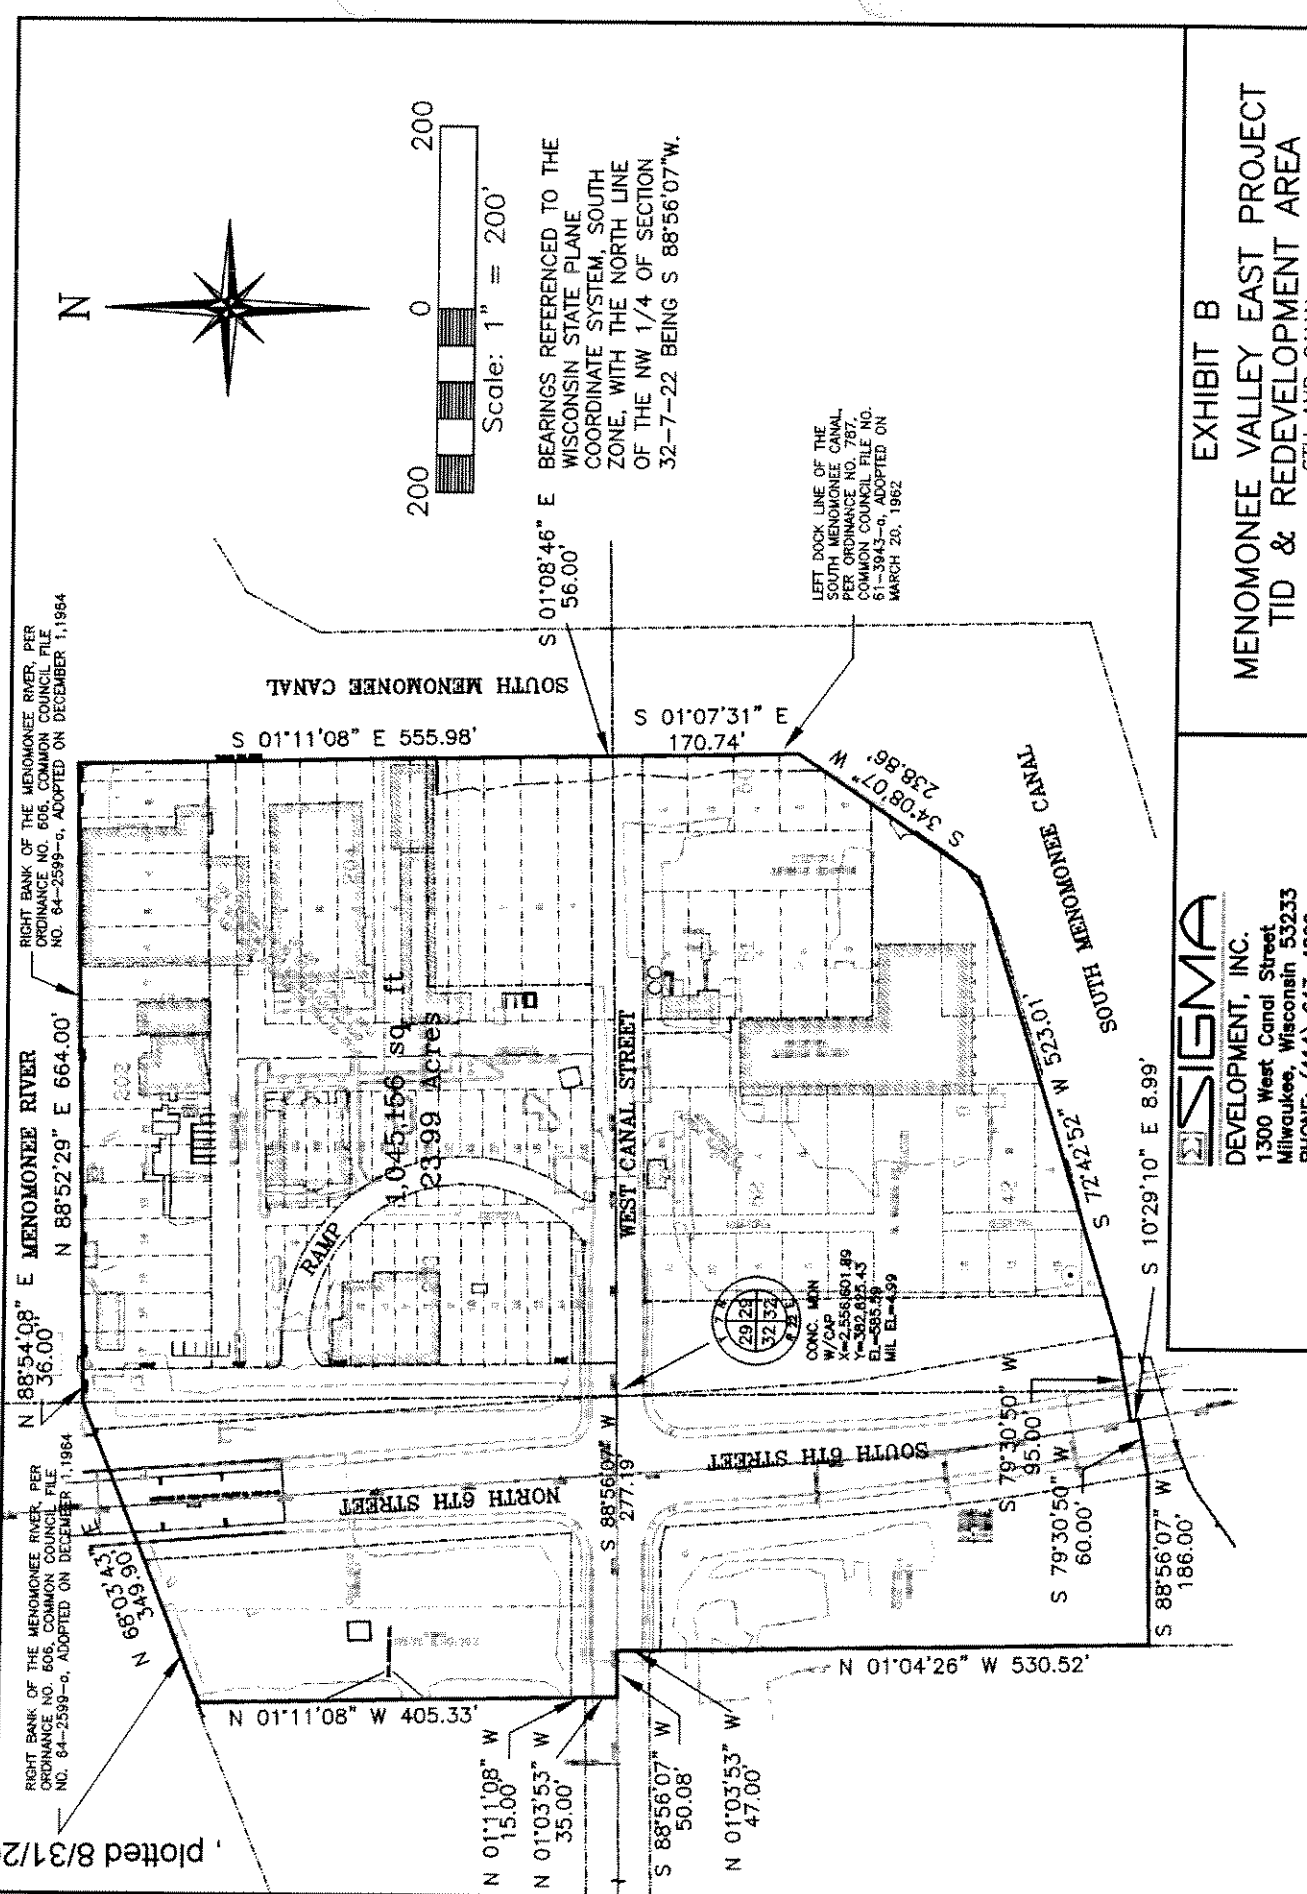 , plotted 8/31/2
RIGHT BANK OF THE MENOMONEE RIVER, PER
ORDINANCE NO. 606, COMMON COUNCIL FILE
NO. 64-2599-a, ADOPTED ON DECEMBER 1,1964
RIGHT BANK OF THE MENOMONEE RIVER, PER
ORDINANCE NO. 606, COMMON COUNCIL FILE
NO. 64-2599-a, ADOPTED ON DECEMBER 1,1964
N 88°54'08" E
36.00'
MENOMONEE RIVER
N 88°52'29" E 664.00'
N 68°03'43" E
349.90'
N
200 0 200
Scale: 1" = 200'
S 01°11'08" E 555.98'
SOUTH MENOMONEE CANAL
S 01°08'46" E
56.00'
BEARINGS REFERENCED TO THE
WISCONSIN STATE PLANE
COORDINATE SYSTEM, SOUTH
ZONE, WITH THE NORTH LINE
OF THE NW 1/4 OF SECTION
32-7-22 BEING S 88°56'07"W.
RAMP
1,045,156 sq. ft
23.99 Acres
NORTH 6TH STREET
N 01°11'08" W 405.33'
N 01°11'08" W
15.00'
N 01°03'53" W
35.00'
S 88°56'07" W
277.19'
WEST CANAL STREET
S 88°56'07" W
50.08'
N 01°03'53" W
47.00'
S 01°07'31" E
170.74'
LEFT DOCK LINE OF THE
SOUTH MENOMONEE CANAL,
PER ORDINANCE NO. 787,
COMMON COUNCIL FILE NO.
61-3943-a, ADOPTED ON
MARCH 20, 1962
29 29
32 32
CONC. MON
W/CAP
X=2,556,601.89
Y=382,825.43
EL=585.59
MIL EL=4.99
SOUTH 6TH STREET
S 34°08'07" W
238.86'
N 01°04'26" W 530.52'
S 79°30'50" W
95.00'
S 79°30'50" W
60.00'
S 72°42'52" W 523.01'
SOUTH MENOMONEE CANAL
S 10°29'10" E 8.99'
S 88°56'07" W
186.00'
SIGMA
DEVELOPMENT, INC.
1300 West Canal Street
Milwaukee, Wisconsin 53233
EXHIBIT B
MENOMONEE VALLEY EAST PROJECT
TID & REDEVELOPMENT AREA